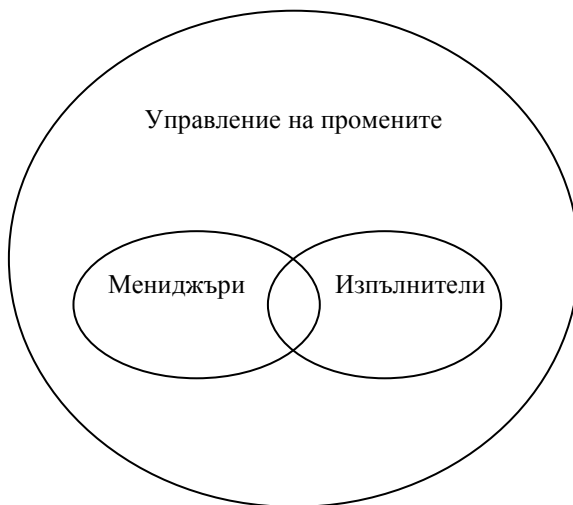 Управление на промените
Мениджъри
Изпълнители